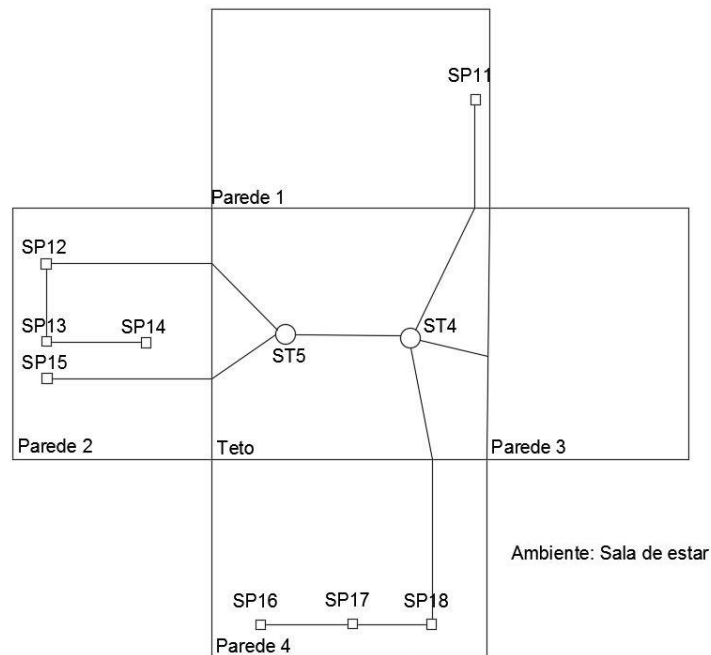 SP11
Parede 1
SP12
SP13
SP14
SP15
ST4
ST5
Parede 2
Teto
Parede 3
Ambiente: Sala de estar
SP16
SP17
SP18
Parede 4